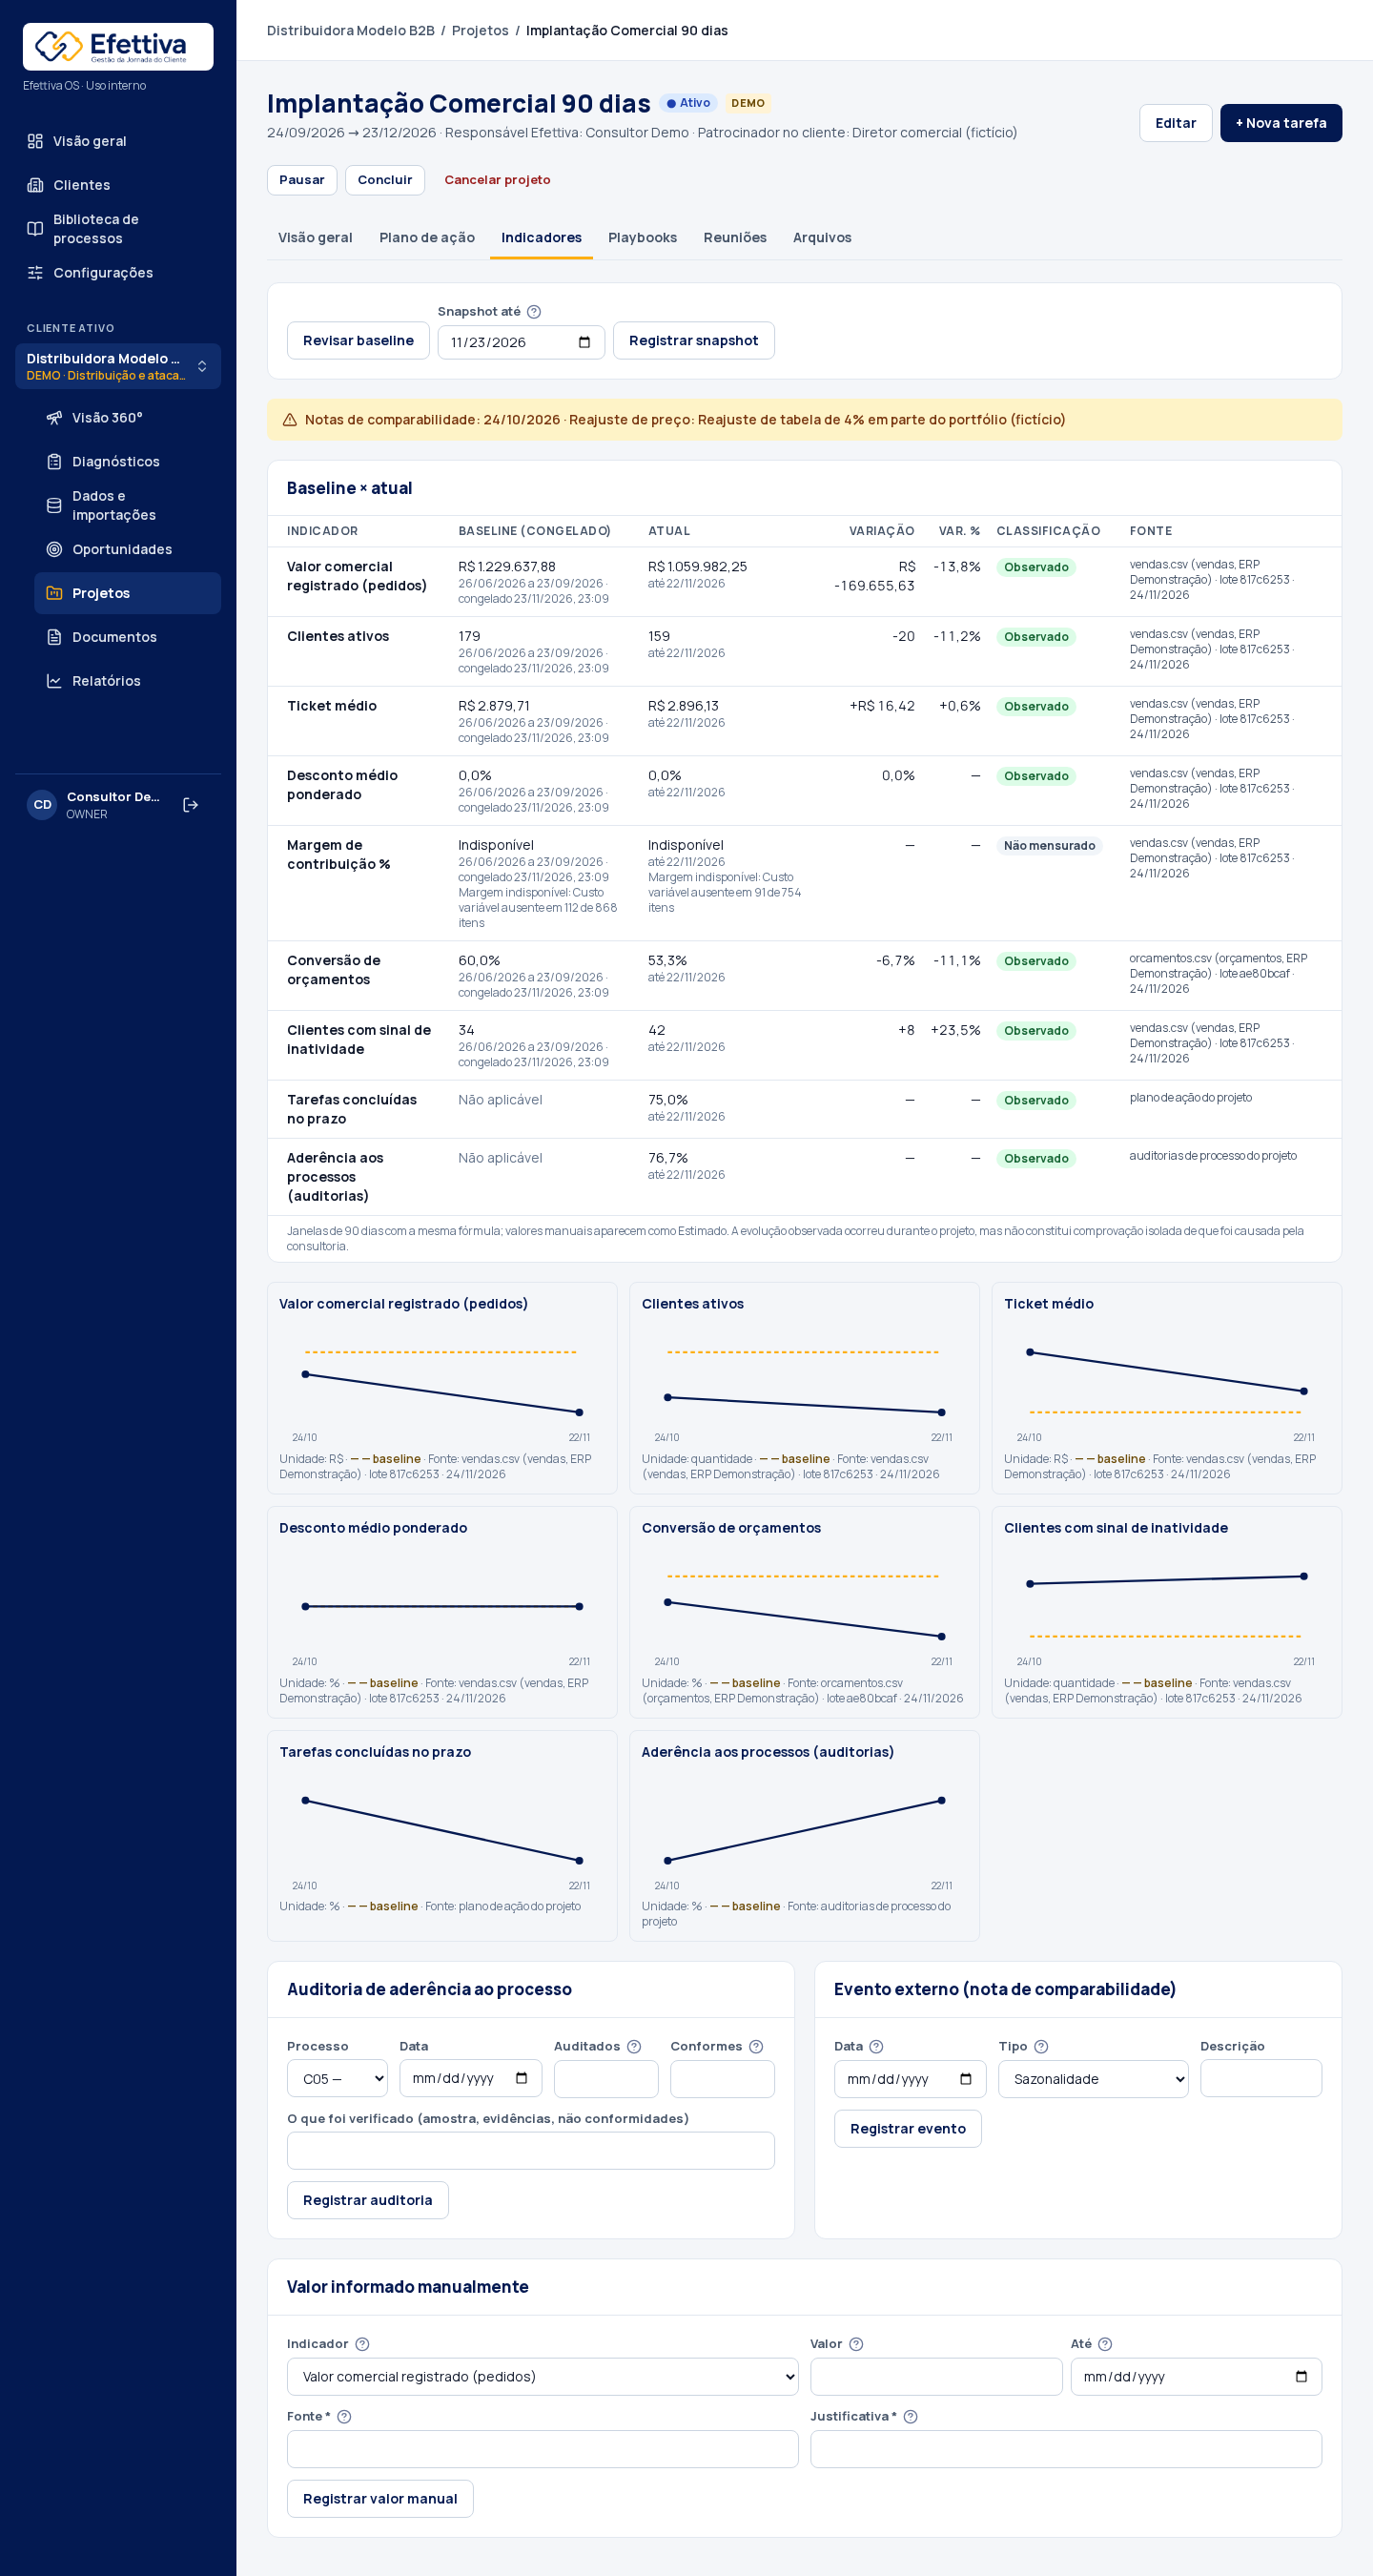 Efettiva
Gestão da Jornada do Cliente
Efettiva OS · Uso interno
Visão geral
Clientes
Biblioteca de
processos
Configurações
CLIENTE ATIVO
Distribuidora Modelo ...
DEMO · Distribuição e ataca...
Visão 360°
Diagnósticos
Dados e
importações
Oportunidades
Projetos
Documentos
Relatórios
CD
Consultor De...
OWNER
Distribuidora Modelo B2B / Projetos / Implantação Comercial 90 dias
Implantação Comercial 90 dias
Ativo
DEMO
24/09/2026 → 23/12/2026 · Responsável Efettiva: Consultor Demo · Patrocinador no cliente: Diretor comercial (fictício)
Editar
+ Nova tarefa
Pausar
Concluir
Cancelar projeto
Visão geral
Plano de ação
Indicadores
Playbooks
Reuniões
Arquivos
Revisar baseline
Snapshot até
11/23/2026
Registrar snapshot
Notas de comparabilidade: 24/10/2026 · Reajuste de preço: Reajuste de tabela de 4% em parte do portfólio (fictício)
Baseline × atual
INDICADOR BASELINE (CONGELADO) ATUAL VARIAÇÃO VAR. % CLASSIFICAÇÃO FONTE
Valor comercial
registrado (pedidos)
R$ 1.229.637,88
26/06/2026 a 23/09/2026 ·
congelado 23/11/2026, 23:09
R$ 1.059.982,25
até 22/11/2026
R$
-169.655,63
-13,8%
Observado
vendas.csv (vendas, ERP
Demonstração) · lote 817c6253 ·
24/11/2026
Clientes ativos
179
26/06/2026 a 23/09/2026 ·
congelado 23/11/2026, 23:09
159
até 22/11/2026
-20
-11,2%
Observado
vendas.csv (vendas, ERP
Demonstração) · lote 817c6253 ·
24/11/2026
Ticket médio
R$ 2.879,71
26/06/2026 a 23/09/2026 ·
congelado 23/11/2026, 23:09
R$ 2.896,13
até 22/11/2026
+R$ 16,42
+0,6%
Observado
vendas.csv (vendas, ERP
Demonstração) · lote 817c6253 ·
24/11/2026
Desconto médio
ponderado
0,0%
26/06/2026 a 23/09/2026 ·
congelado 23/11/2026, 23:09
0,0%
até 22/11/2026
0,0%
—
Observado
vendas.csv (vendas, ERP
Demonstração) · lote 817c6253 ·
24/11/2026
Margem de
contribuição %
Indisponível
26/06/2026 a 23/09/2026 ·
congelado 23/11/2026, 23:09
Margem indisponível: Custo
variável ausente em 112 de 868
itens
Indisponível
até 22/11/2026
Margem indisponível: Custo
variável ausente em 91 de 754
itens
—
—
Não mensurado
vendas.csv (vendas, ERP
Demonstração) · lote 817c6253 ·
24/11/2026
Conversão de
orçamentos
60,0%
26/06/2026 a 23/09/2026 ·
congelado 23/11/2026, 23:09
53,3%
até 22/11/2026
-6,7%
-11,1%
Observado
orcamentos.csv (orçamentos, ERP
Demonstração) · lote ae80bcaf ·
24/11/2026
Clientes com sinal de
inatividade
34
26/06/2026 a 23/09/2026 ·
congelado 23/11/2026, 23:09
42
até 22/11/2026
+8
+23,5%
Observado
vendas.csv (vendas, ERP
Demonstração) · lote 817c6253 ·
24/11/2026
Tarefas concluídas
no prazo
Não aplicável
75,0%
até 22/11/2026
—
—
Observado
plano de ação do projeto
Aderência aos
processos
(auditorias)
Não aplicável
76,7%
até 22/11/2026
—
—
Observado
auditorias de processo do projeto
Janelas de 90 dias com a mesma fórmula; valores manuais aparecem como Estimado. A evolução observada ocorreu durante o projeto, mas não constitui comprovação isolada de que foi causada pela
consultoria.
Valor comercial registrado (pedidos)
24/10 22/11
Unidade: R$ · — — baseline · Fonte: vendas.csv (vendas, ERP
Demonstração) · lote 817c6253 · 24/11/2026
Clientes ativos
24/10 22/11
Unidade: quantidade · — — baseline · Fonte: vendas.csv
(vendas, ERP Demonstração) · lote 817c6253 · 24/11/2026
Ticket médio
24/10 22/11
Unidade: R$ · — — baseline · Fonte: vendas.csv (vendas, ERP
Demonstração) · lote 817c6253 · 24/11/2026
Desconto médio ponderado
24/10 22/11
Unidade: % · — — baseline · Fonte: vendas.csv (vendas, ERP
Demonstração) · lote 817c6253 · 24/11/2026
Conversão de orçamentos
24/10 22/11
Unidade: % · — — baseline · Fonte: orcamentos.csv
(orçamentos, ERP Demonstração) · lote ae80bcaf · 24/11/2026
Clientes com sinal de inatividade
24/10 22/11
Unidade: quantidade · — — baseline · Fonte: vendas.csv
(vendas, ERP Demonstração) · lote 817c6253 · 24/11/2026
Tarefas concluídas no prazo
24/10 22/11
Unidade: % · — — baseline · Fonte: plano de ação do projeto
Aderência aos processos (auditorias)
24/10 22/11
Unidade: % · — — baseline · Fonte: auditorias de processo do
projeto
Auditoria de aderência ao processo
Processo
C05 —
Data
mm/dd/yyyy
Auditados
Conformes
O que foi verificado (amostra, evidências, não conformidades)
Registrar auditoria
Evento externo (nota de comparabilidade)
Data
mm/dd/yyyy
Tipo
Sazonalidade
Descrição
Registrar evento
Valor informado manualmente
Indicador
Valor comercial registrado (pedidos)
Valor
Até
mm/dd/yyyy
Fonte *
Justificativa *
Registrar valor manual